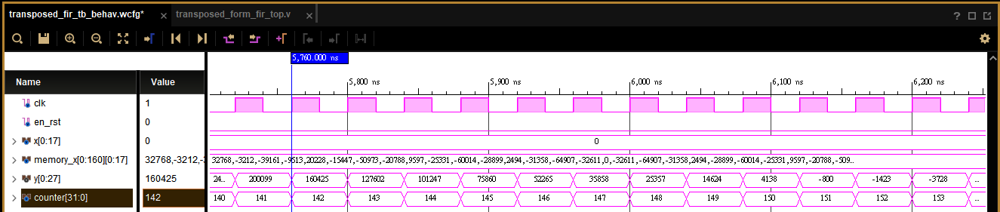 transposed_fir_tb_behav.wcfg* × transposed_form_fir_top.v ×
?
5,760.000 ns
Name Value 5,800 ns 5,900 ns 6,000 ns 6,100 ns 6,200 ns
clk 1
en_rst 0
x[0:17] 0 0
memory_x[0:160][0:17] 32768,-3212,-3 32768,-3212,-39161,-9513,20228,-15447,-50973,-20788,9597,-25331,-60014,-28899,2494,-31358,-64907,-32611,0,-32611,-64907,-31358,2494,-28899,-60014,-25331,9597,-20788,-509...
y[0:27] 160425 24... 200099 160425 127602 101247 75860 52265 35858 25357 14624 4138 -800 -1423 -3728 ...
counter[31:0] 142 140 141 142 143 144 145 146 147 148 149 150 151 152 153 ...